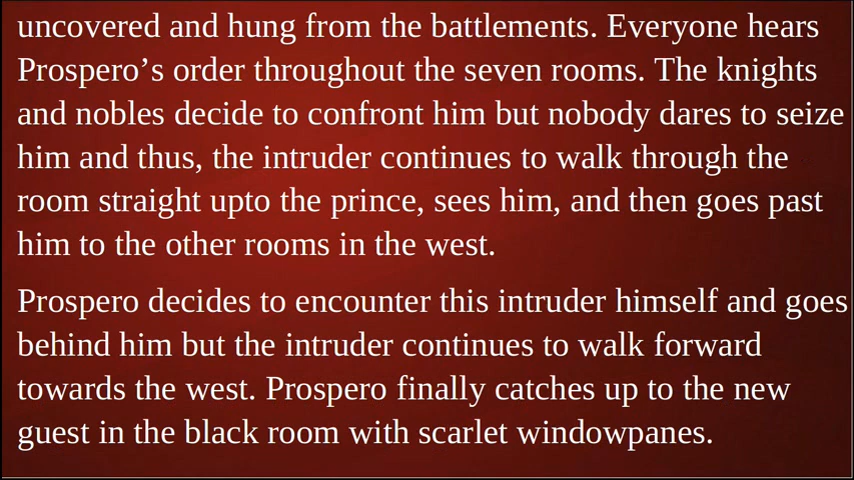 uncovered and hung from the battlements. Everyone hears
Prospero’s order throughout the seven rooms. The knights
and nobles decide to confront him but nobody dares to seize
him and thus, the intruder continues to walk through the
room straight upto the prince, sees him, and then goes past
him to the other rooms in the west.
Prospero decides to encounter this intruder himself and goes
behind him but the intruder continues to walk forward
towards the west. Prospero finally catches up to the new
guest in the black room with scarlet windowpanes.